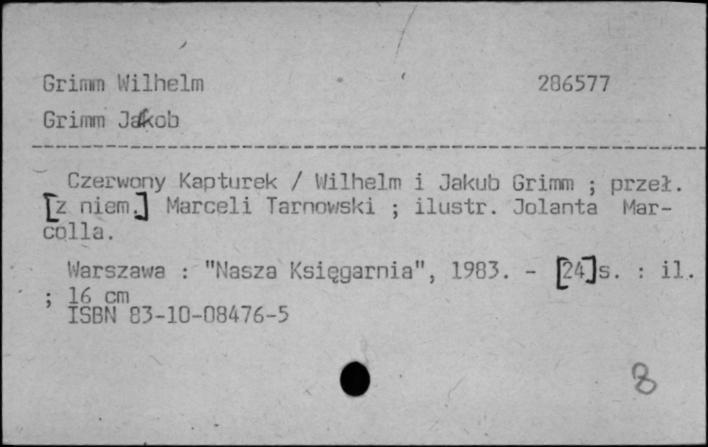 Grimm Wilhelm 286577
Grimm Jakob
Czerwony Kapturek / Wilhelm i Jakub Grimm ; przeł.
[z niem.] Marceli Tarnowski ; ilustr. Jolanta Mar-
colla.
Warszawa : "Nasza Księgarnia", 1983. - [24]s. : il.
; 16 cm
ISBN 83-10-08476-5
8